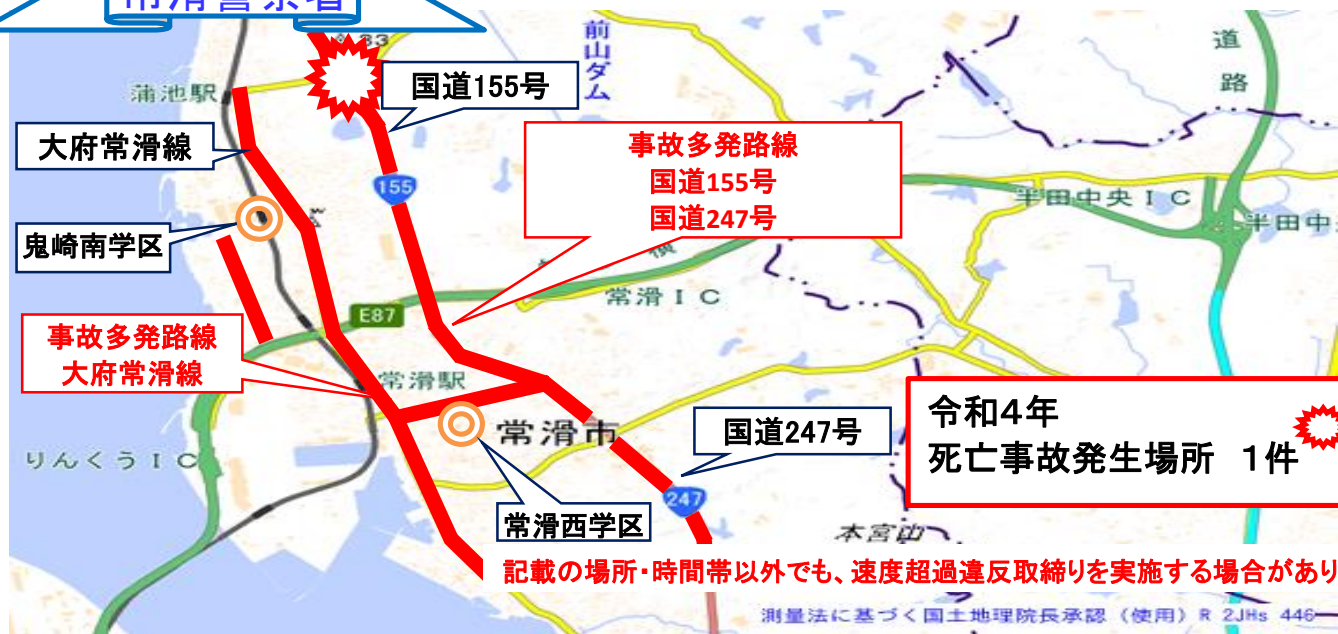 常滑警察署
83
前山ダム
道路
蒲池駅
国道155号
大府常滑線
事故多発路線
国道155号
国道247号
155
半田中央IC
半田中
鬼崎南学区
横
常滑IC
E87
事故多発路線
大府常滑線
常滑駅
令和4年
死亡事故発生場所 1件
常滑市
国道247号
りんくうIC
247
常滑西学区
本宮山
記載の場所・時間帯以外でも、速度超過違反取締りを実施する場合があり
測量法に基づく国土地理院長承認(使用)R 2JHs 446